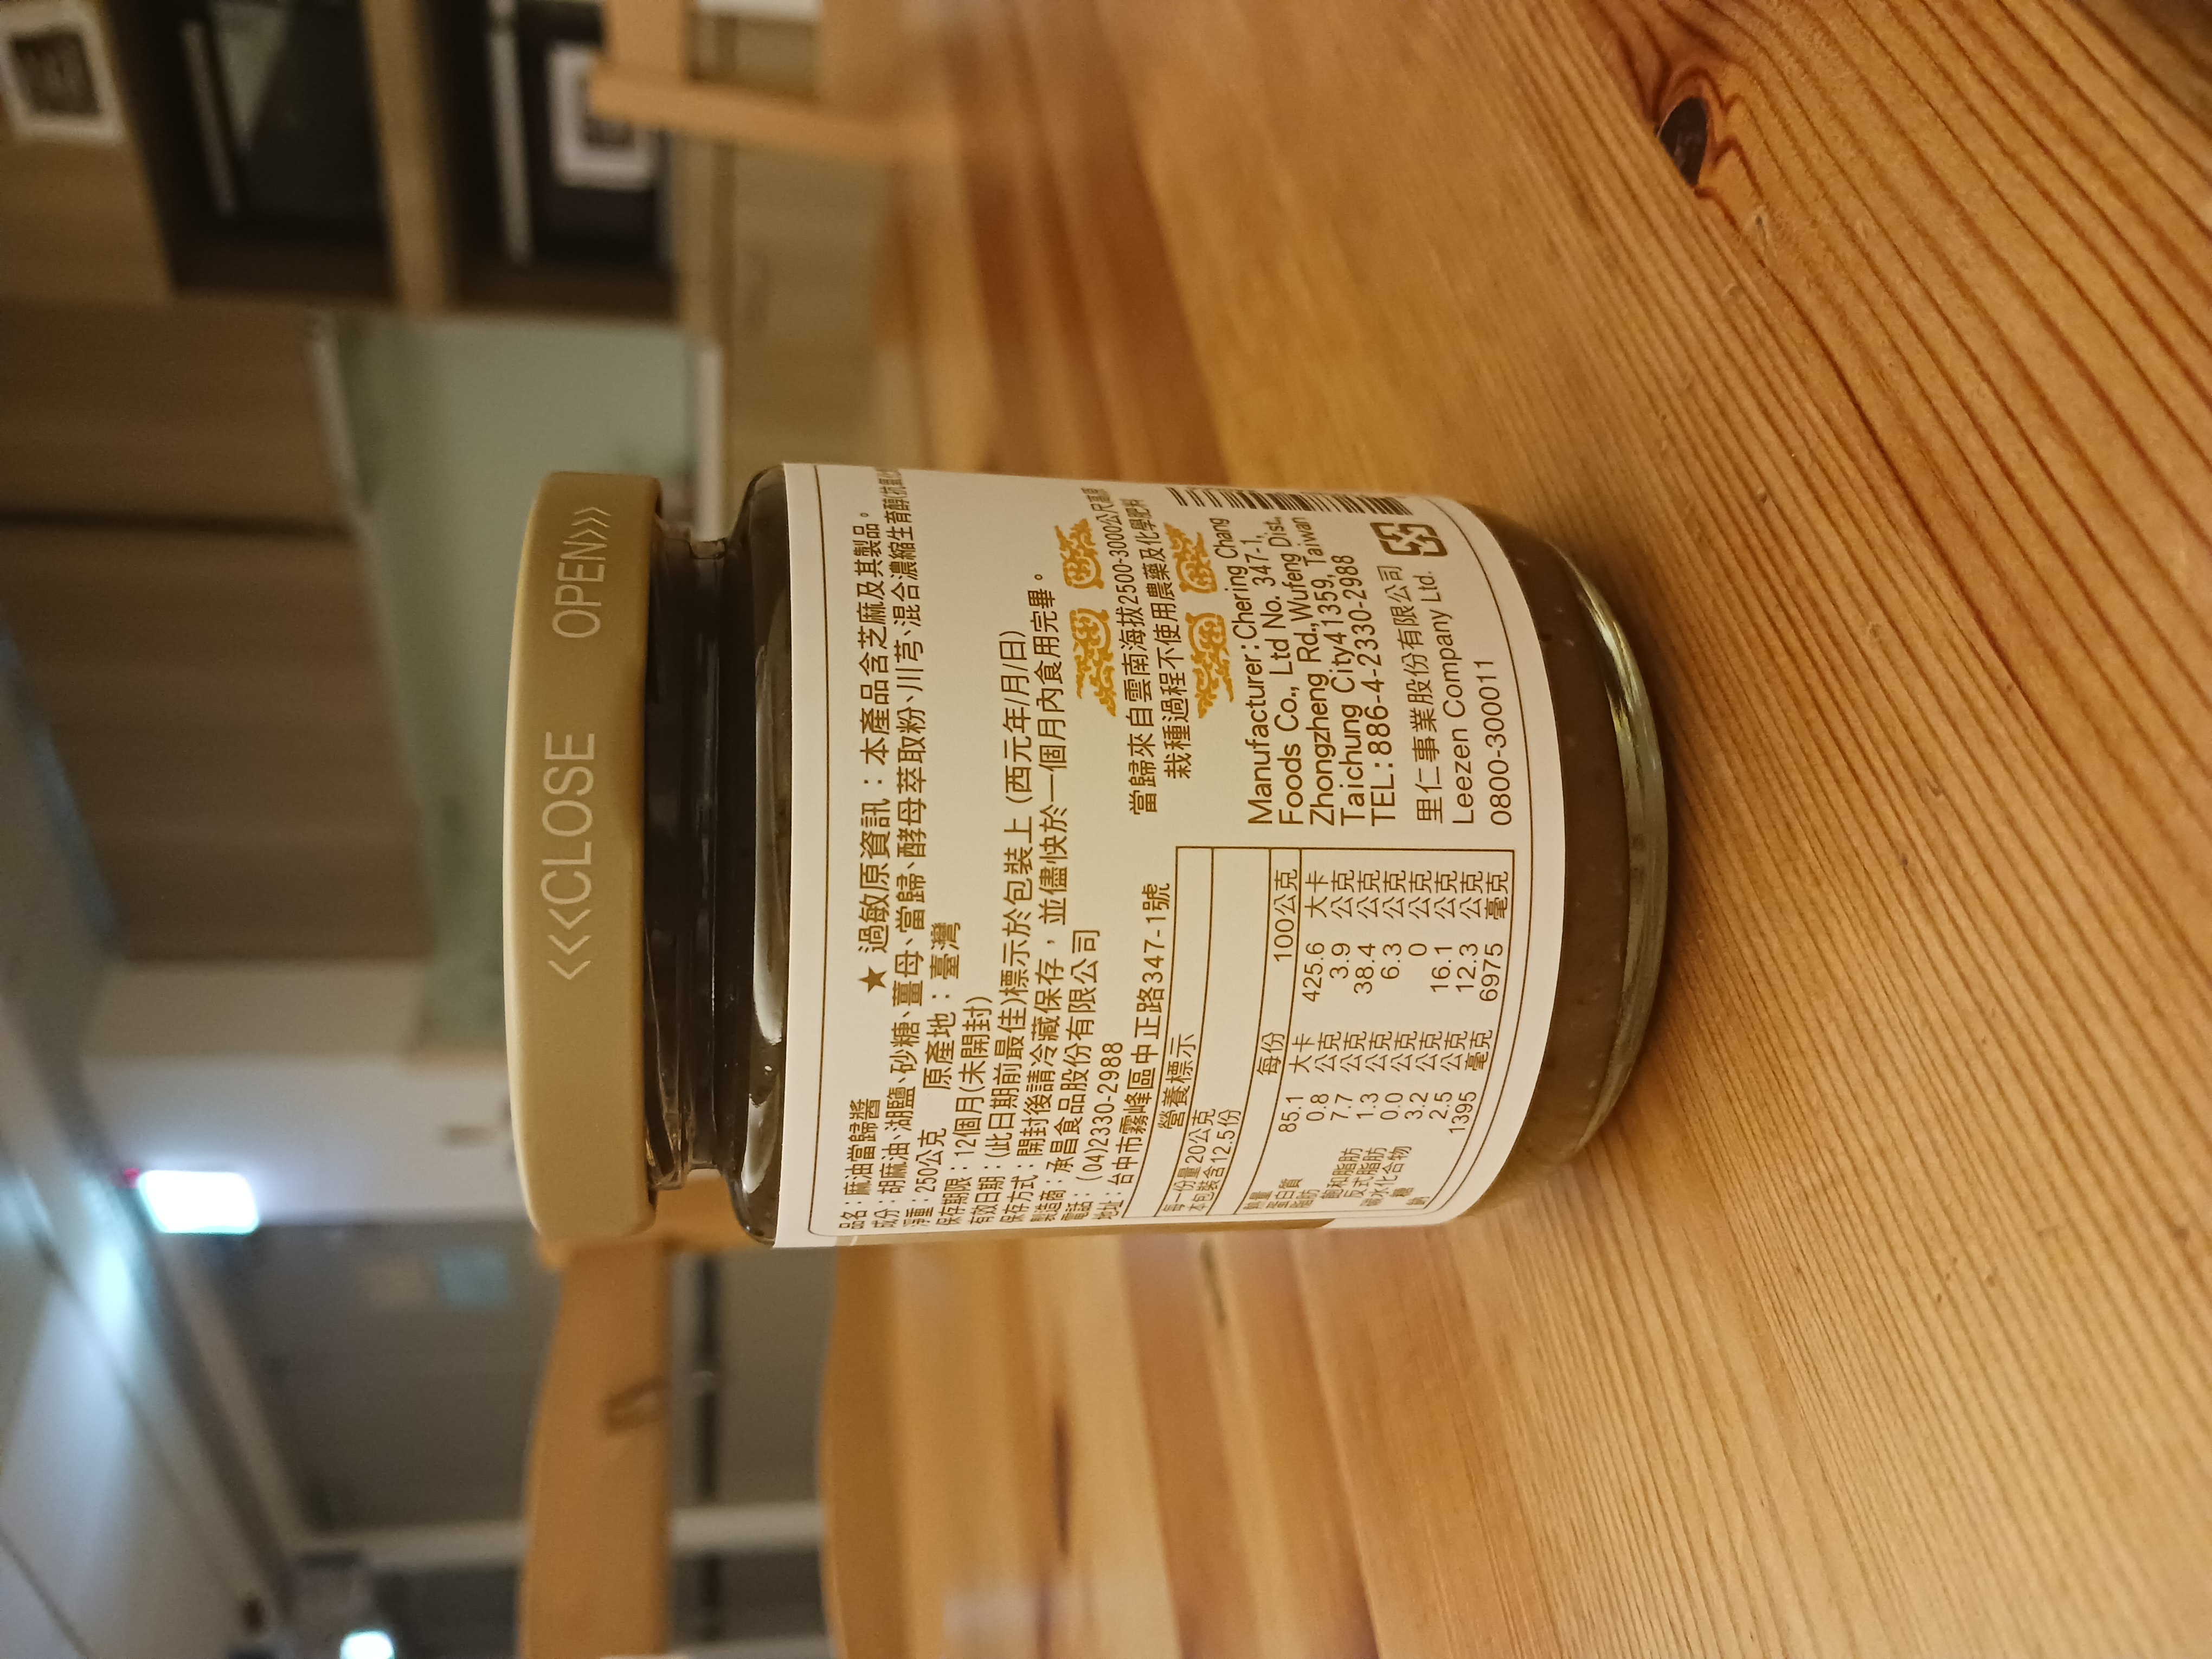 <<<CLOSE OPEN>>>
★ 過敏原資訊：本產品含芝麻及其製品。
品名：麻油當歸醬
成分：胡麻油、湖鹽、砂糖、薑母、當歸、酵母萃取粉、川芎、混合濃縮生育醇
淨重：250公克 原產地：臺灣
保存期限：12個月(未開封)
有效日期：(此日期前最佳)標示於包裝上 (西元年/月/日)
保存方式：開封後請冷藏保存，並儘快於一個月內食用完畢。
製造商：承昌食品股份有限公司
電話：(04)2330-2988
地址：台中市霧峰區中正路347-1號
營養標示
每一份量 20公克
本包裝含12.5份
每份 100公克
熱量 85.1 大卡 425.6 大卡
蛋白質 0.8 公克 3.9 公克
脂肪 7.7 公克 38.4 公克
飽和脂肪 1.3 公克 6.3 公克
反式脂肪 0.0 公克 0 公克
碳水化合物 3.2 公克 16.1 公克
糖 2.5 公克 12.3 公克
鈉 1395 毫克 6975 毫克
當歸來自雲南海拔2500-3000公尺高原
栽種過程不使用農藥及化學肥料
Manufacturer: Chering Chang
Foods Co., Ltd No. 347-1,
Zhongzheng Rd., Wufeng Dist.,
Taichung City41359, Taiwan
TEL: 886-4-2330-2988
里仁事業股份有限公司
Leezen Company Ltd.
0800-300011